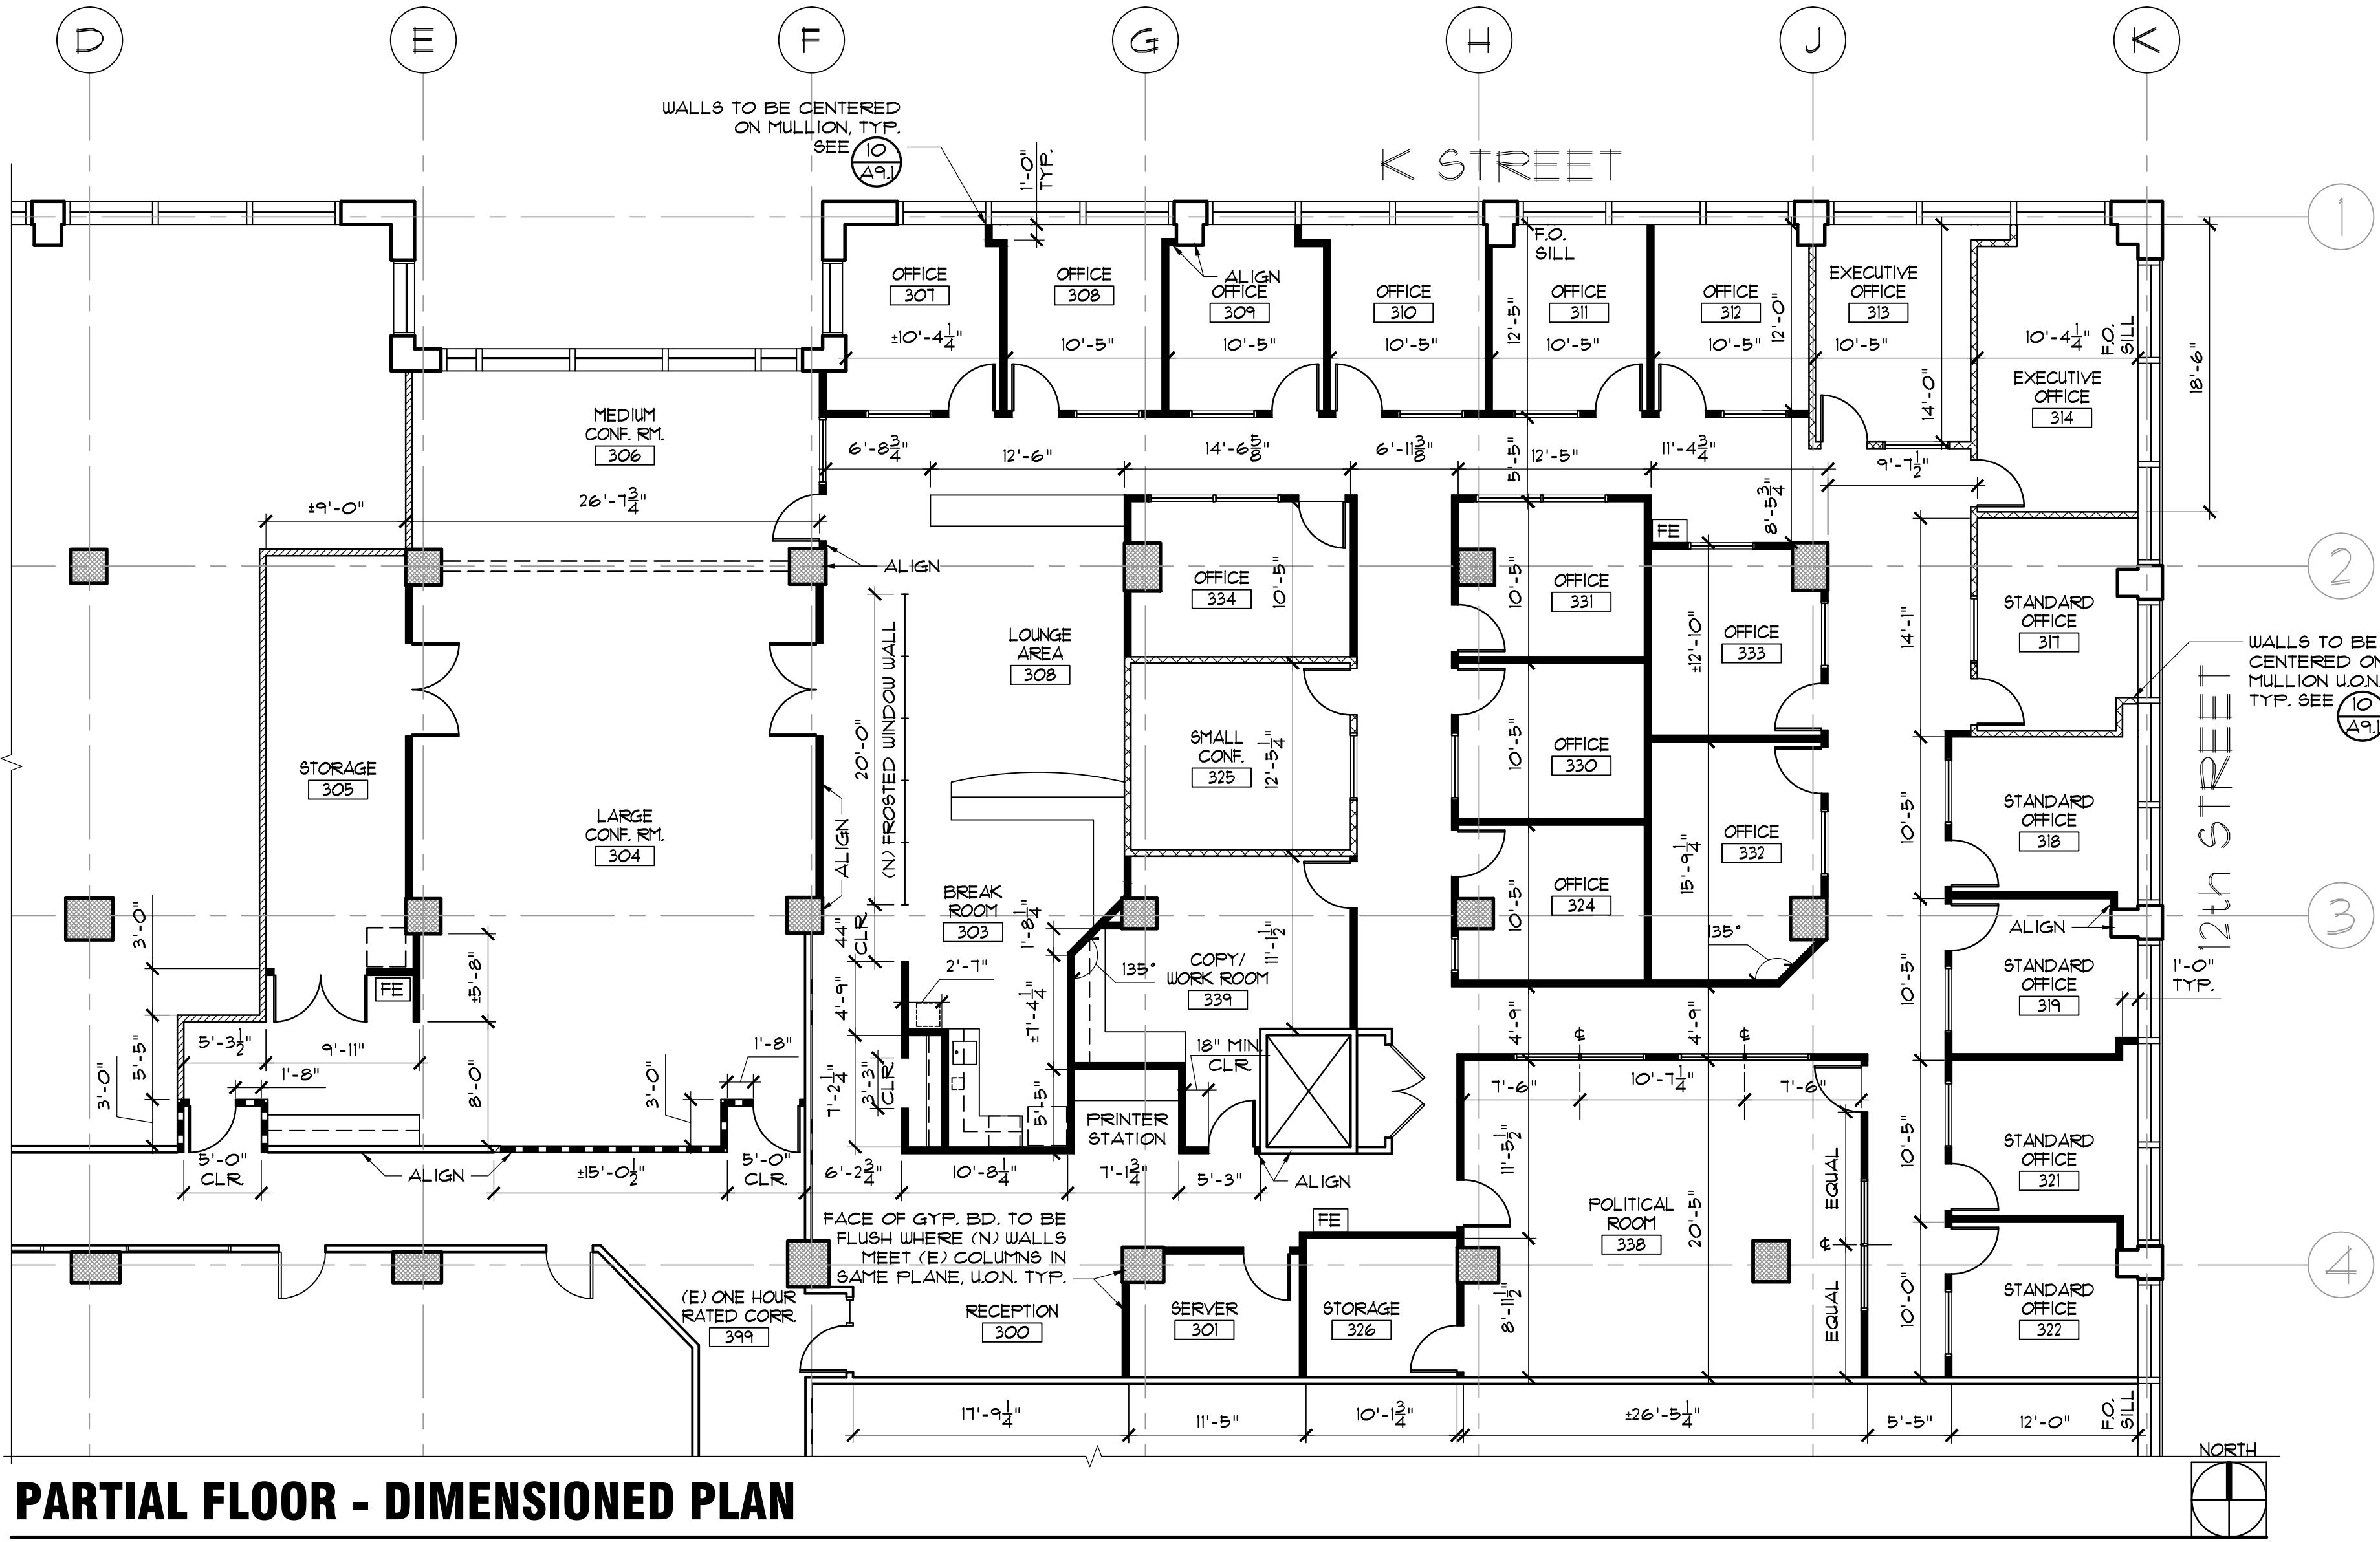 D
E
F
G
H
J
K
WALLS TO BE CENTERED
ON MULLION, TYP.
SEE 10
A9.1
1'-0"
TYP.
K STREET
1
F.O.
SILL
ALIGN
OFFICE
307
±10'-4 1/4"
OFFICE
308
10'-5"
OFFICE
309
10'-5"
OFFICE
310
10'-5"
12'-5"
OFFICE
311
10'-5"
OFFICE
312
10'-5"
12'-0"
EXECUTIVE
OFFICE
313
10'-5"
14'-0"
10'-4 1/4"
F.O.
SILL
EXECUTIVE
OFFICE
314
18'-6"
MEDIUM
CONF. RM.
306
26'-7 3/4"
±9'-0"
6'-8 3/4"
12'-6"
14'-6 5/8"
6'-11 3/8"
5'-5"
12'-5"
11'-4 3/4"
9'-7 1/2"
8'-5 3/4"
FE
ALIGN
2
OFFICE
334
10'-5"
OFFICE
331
10'-5"
OFFICE
333
±12'-10"
14'-1"
STANDARD
OFFICE
317
WALLS TO BE
CENTERED ON
MULLION U.O.N.
TYP. SEE 10
A9.1
12th STREET
LOUNGE
AREA
308
20'-0"
(N) FROSTED WINDOW WALL
ALIGN
STORAGE
305
LARGE
CONF. RM.
304
SMALL
CONF.
325
12'-5 1/4"
OFFICE
330
10'-5"
OFFICE
332
15'-9 1/4"
10'-5"
STANDARD
OFFICE
318
BREAK
ROOM
303
44"
CLR.
1'-8 1/4"
OFFICE
324
10'-5"
135°
3
ALIGN
3'-0"
FE
±5'-8"
2'-7"
4'-9"
135°
±7'-4 1/4"
COPY/
WORK ROOM
339
11'-1 1/2"
10'-5"
STANDARD
OFFICE
319
1'-0"
TYP.
5'-5"
3'-0"
5'-3 1/2"
9'-11"
1'-8"
8'-0"
3'-0"
1'-8"
7'-2 1/4"
3'-3"
CLR.
5'-5"
18" MIN.
CLR.
PRINTER
STATION
4'-9"
4'-9"
℄
℄
7'-6"
10'-7 1/4"
7'-6"
11'-5 1/2"
10'-5"
STANDARD
OFFICE
321
5'-0"
CLR.
ALIGN
±15'-0 1/2"
5'-0"
CLR.
6'-2 3/4"
10'-8 1/4"
7'-1 3/4"
5'-3"
ALIGN
FACE OF GYP. BD. TO BE
FLUSH WHERE (N) WALLS
MEET (E) COLUMNS IN
SAME PLANE, U.O.N. TYP.
FE
POLITICAL
ROOM
338
20'-5"
EQUAL
℄
EQUAL
4
(E) ONE HOUR
RATED CORR.
399
RECEPTION
300
SERVER
301
STORAGE
326
8'-11 1/2"
10'-0"
STANDARD
OFFICE
322
17'-9 1/4"
11'-5"
10'-1 3/4"
±26'-5 1/4"
5'-5"
12'-0"
F.O.
SILL
NORTH
PARTIAL FLOOR - DIMENSIONED PLAN